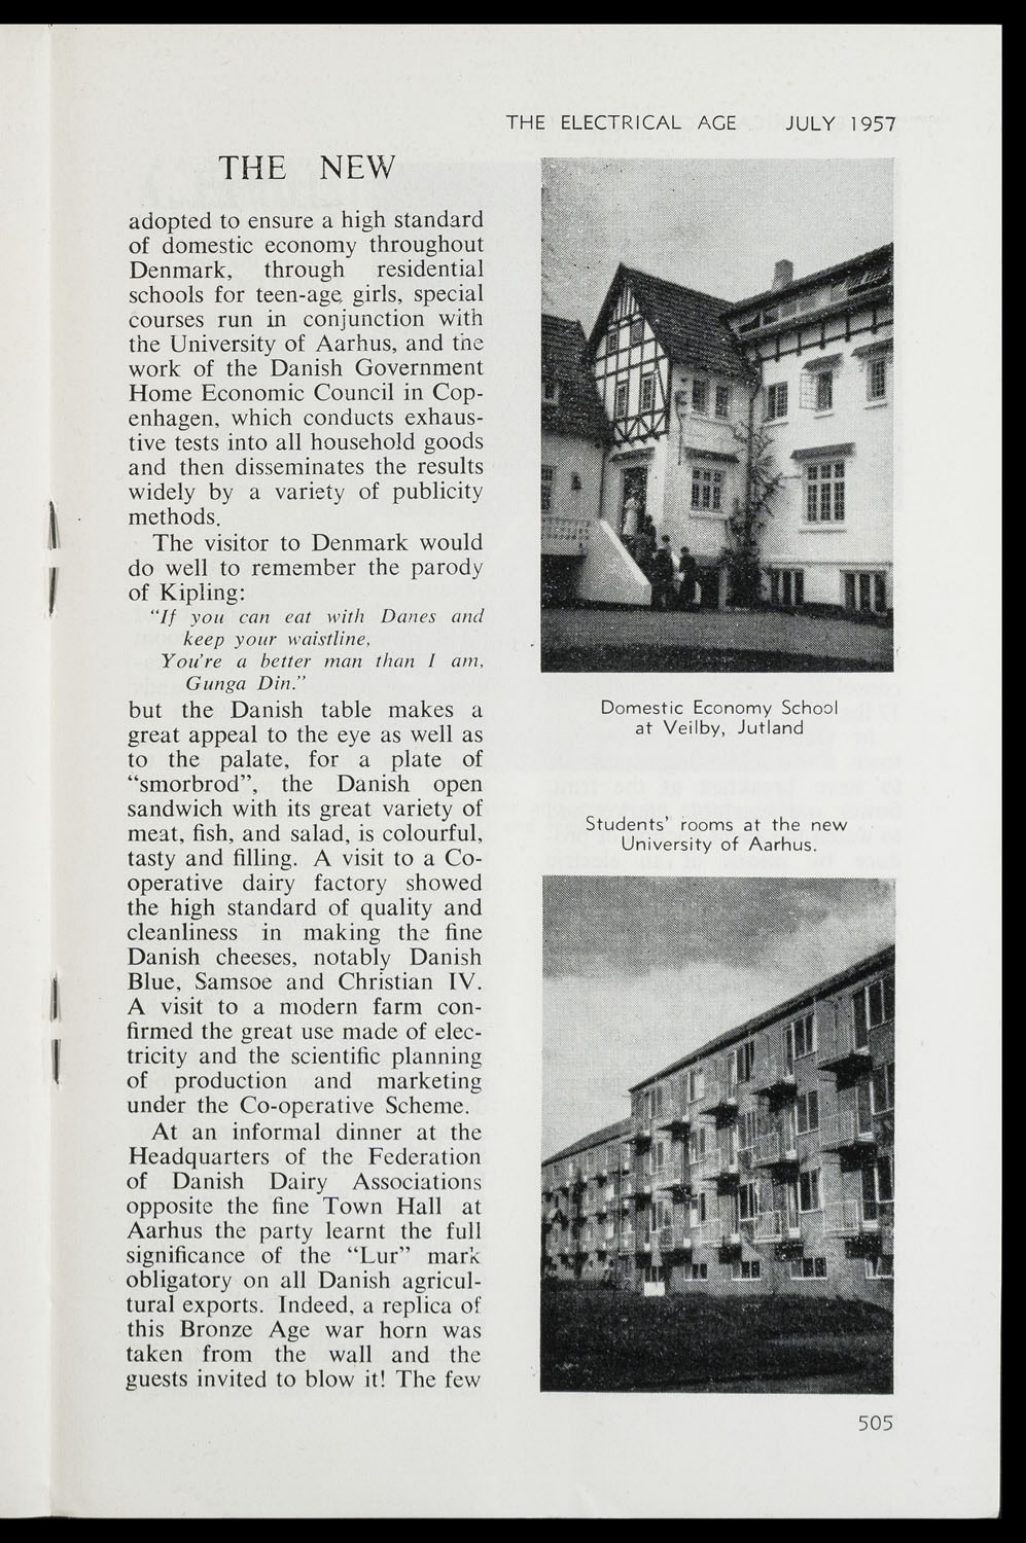 THE ELECTRICAL AGE JULY 1957
THE NEW
adopted to ensure a high standard
of domestic economy throughout
Denmark, through residential
schools for teen-age girls, special
courses run in conjunction with
the University of Aarhus, and the
work of the Danish Government
Home Economic Council in Cop-
enhagen, which conducts exhaus-
tive tests into all household goods
and then disseminates the results
widely by a variety of publicity
methods.
The visitor to Denmark would
do well to remember the parody
of Kipling:
“If you can eat with Danes and
keep your waistline,
You’re a better man than I am,
Gunga Din.”
but the Danish table makes a
great appeal to the eye as well as
to the palate, for a plate of
“smorbrod”, the Danish open
sandwich with its great variety of
meat, fish, and salad, is colourful,
tasty and filling. A visit to a Co-
operative dairy factory showed
the high standard of quality and
cleanliness in making the fine
Danish cheeses, notably Danish
Blue, Samsoe and Christian IV.
A visit to a modern farm con-
firmed the great use made of elec-
tricity and the scientific planning
of production and marketing
under the Co-operative Scheme.
At an informal dinner at the
Headquarters of the Federation
of Danish Dairy Associations
opposite the fine Town Hall at
Aarhus the party learnt the full
significance of the “Lur” mark
obligatory on all Danish agricul-
tural exports. Indeed, a replica of
this Bronze Age war horn was
taken from the wall and the
guests invited to blow it! The few
Domestic Economy School
at Veilby, Jutland
Students’ rooms at the new
University of Aarhus.
505